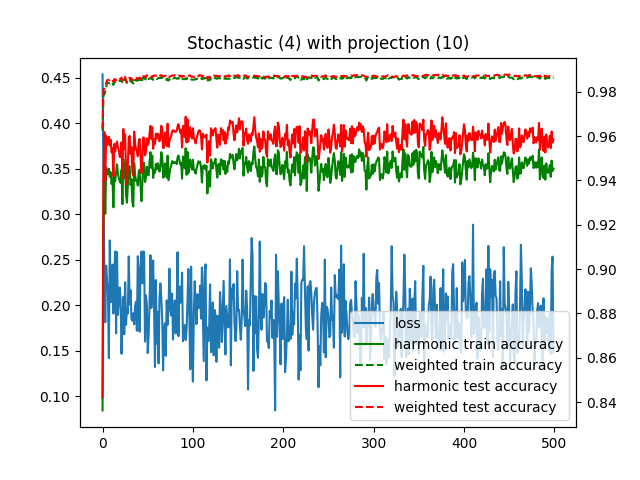 Stochastic (4) with projection (10)
0.45
0.40
0.35
0.30
0.25
0.20
0.15
0.10
0.98
0.96
0.94
0.92
0.90
0.88
0.86
0.84
loss
harmonic train accuracy
weighted train accuracy
harmonic test accuracy
weighted test accuracy
0 100 200 300 400 500